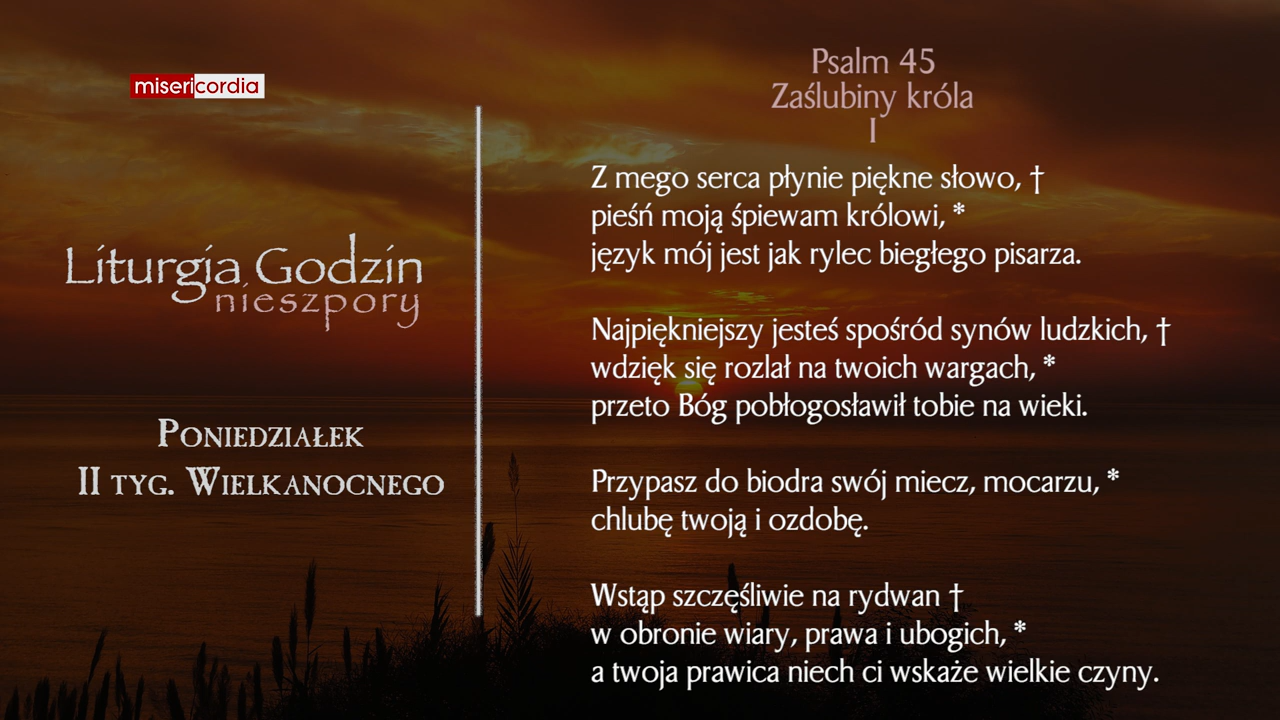 misericordia
Liturgia Godzin
nieszpory
Poniedziałek
II tyg. Wielkanocnego
Psalm 45
Zaślubiny króla
I
Z mego serca płynie piękne słowo, †
pieśń moją śpiewam królowi, *
język mój jest jak rylec biegłego pisarza.
Najpiękniejszy jesteś spośród synów ludzkich, †
wdzięk się rozlał na twoich wargach, *
przeto Bóg pobłogosławił tobie na wieki.
Przypasz do biodra swój miecz, mocarzu, *
chlubę twoją i ozdobę.
Wstąp szczęśliwie na rydwan †
w obronie wiary, prawa i ubogich, *
a twoja prawica niech ci wskaże wielkie czyny.